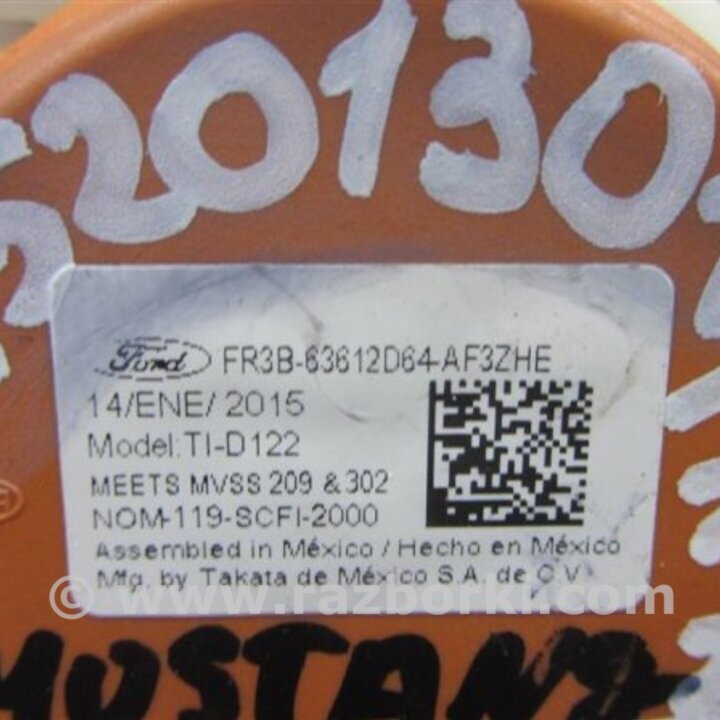 520130
Ford FR3B-63612D64-AF3ZHE
14/ENE/ 2015
Model:TI-D122
MEETS MVSS 209 & 302
NOM-119-SCFI-2000
Assembled in México / Hecho en México
Mfg. by Takata de México S.A. de C.V.
© www.razborki.com
MUSTANG